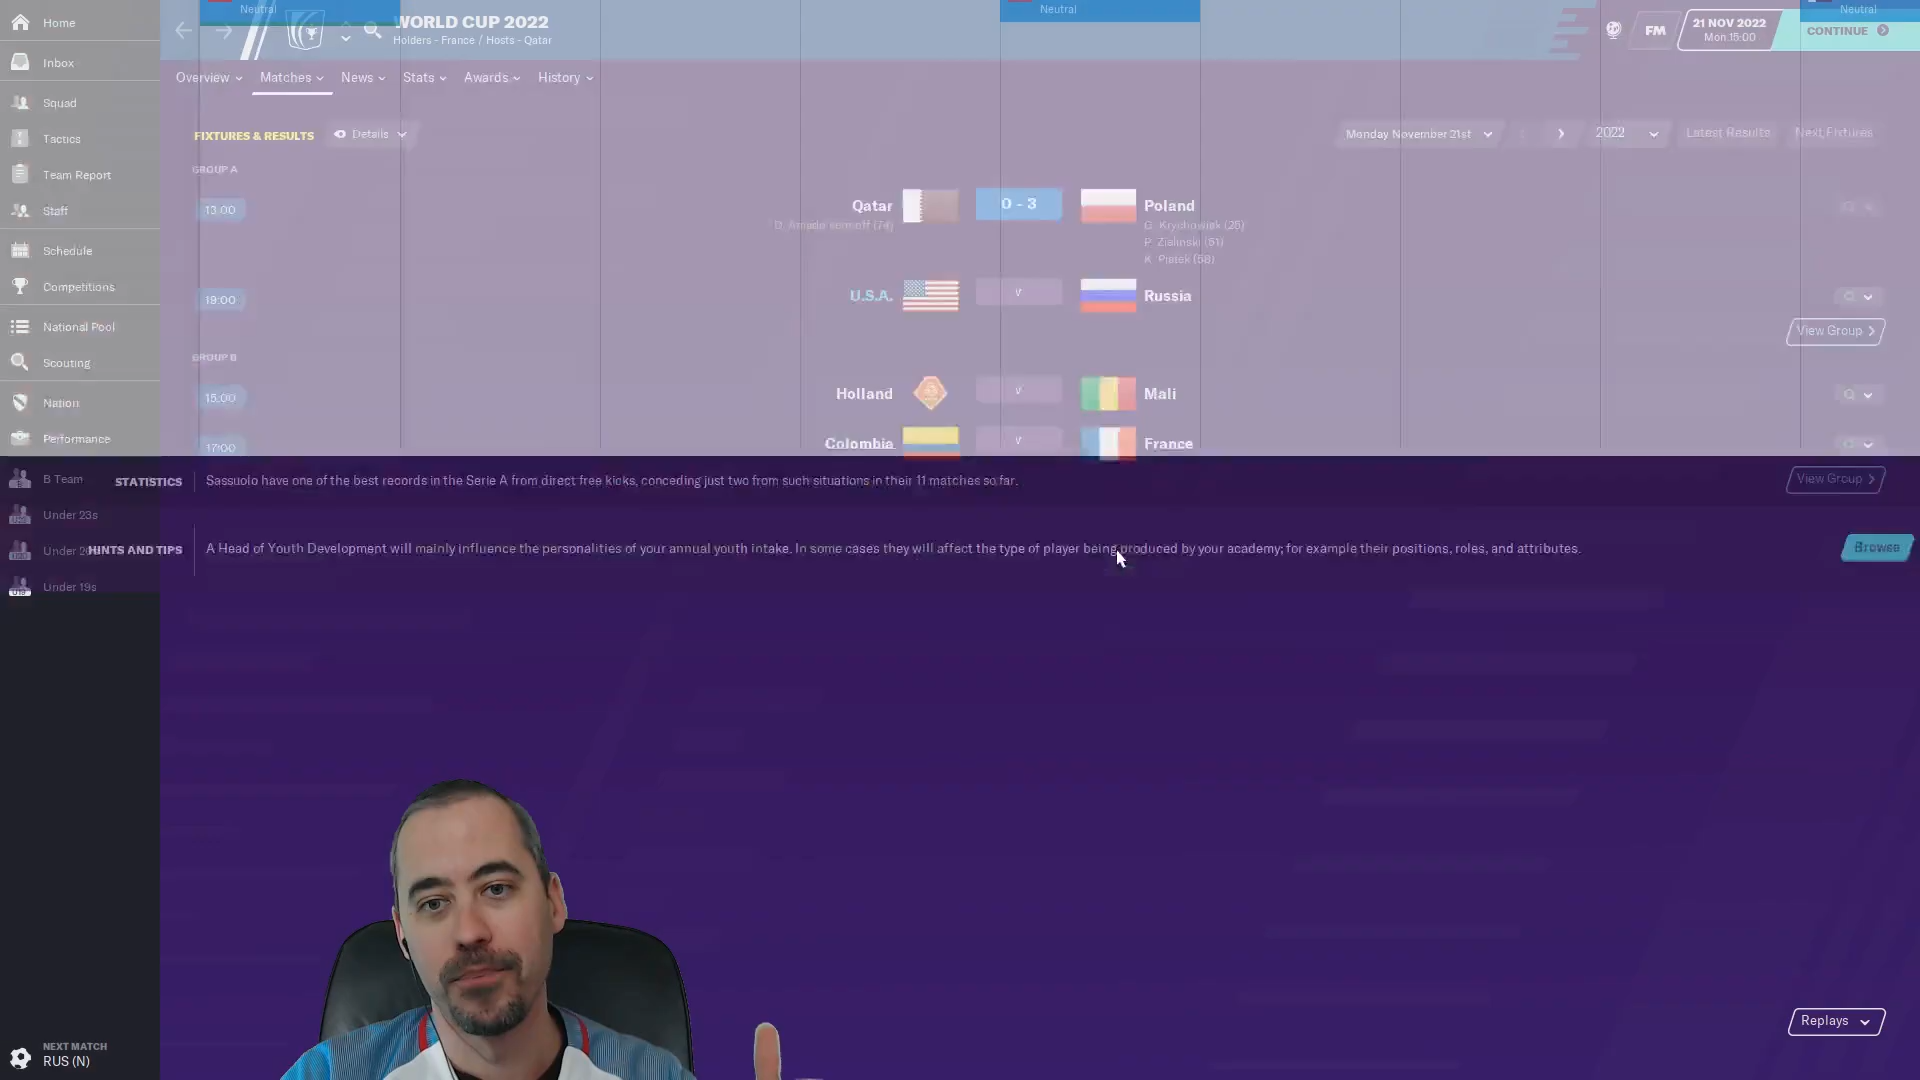 Neutral
Neutral
Neutral
Home
WORLD CUP 2022
Holders - France / Hosts - Qatar
FM
21 NOV 2022
Mon 15:00
CONTINUE
Inbox
Overview
Matches
News
Stats
Awards
History
Squad
Tactics
FIXTURES & RESULTS
Details
Monday November 21st
2022
Latest Results
Next Fixtures
Team Report
GROUP A
Staff
13:00
Qatar
0 - 3
Poland
sent off (74)
G. Krychowiak (25)
P. Zielinski (51)
K. Piatek (58)
Schedule
Competitions
19:00
U.S.A.
v
Russia
National Pool
View Group
Scouting
GROUP B
15:00
Holland
v
Mali
Nation
Performance
17:00
Colombia
v
France
B Team
STATISTICS
Sassuolo have one of the best records in the Serie A from direct free kicks, conceding just two from such situations in their 11 matches so far.
View Group
Under 23s
Under
HINTS AND TIPS
A Head of Youth Development will mainly influence the personalities of your annual youth intake. In some cases they will affect the type of player being produced by your academy; for example their positions, roles, and attributes.
Browse
Under 19s
Replays
NEXT MATCH
RUS (N)